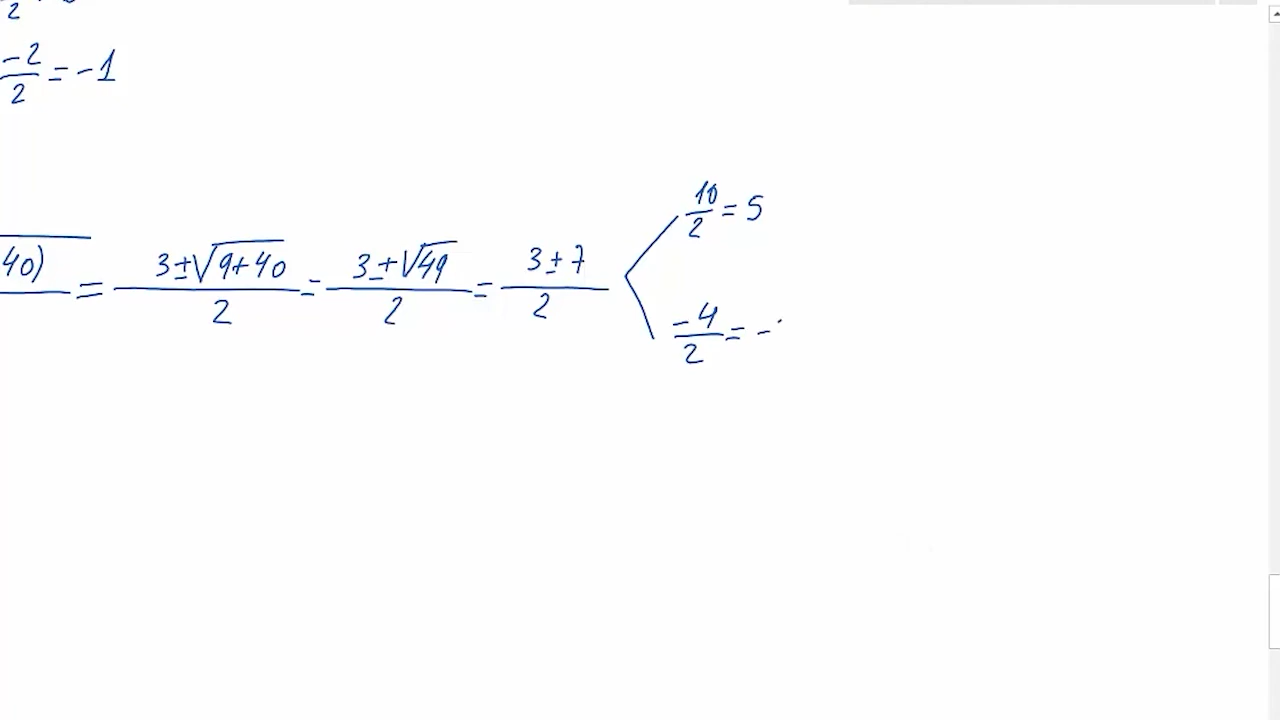 2
-2/2 = -1
40) = (3±√(9+40))/2 = (3±√49)/2 = (3±7)/2
10/2 = 5
-4/2 = -